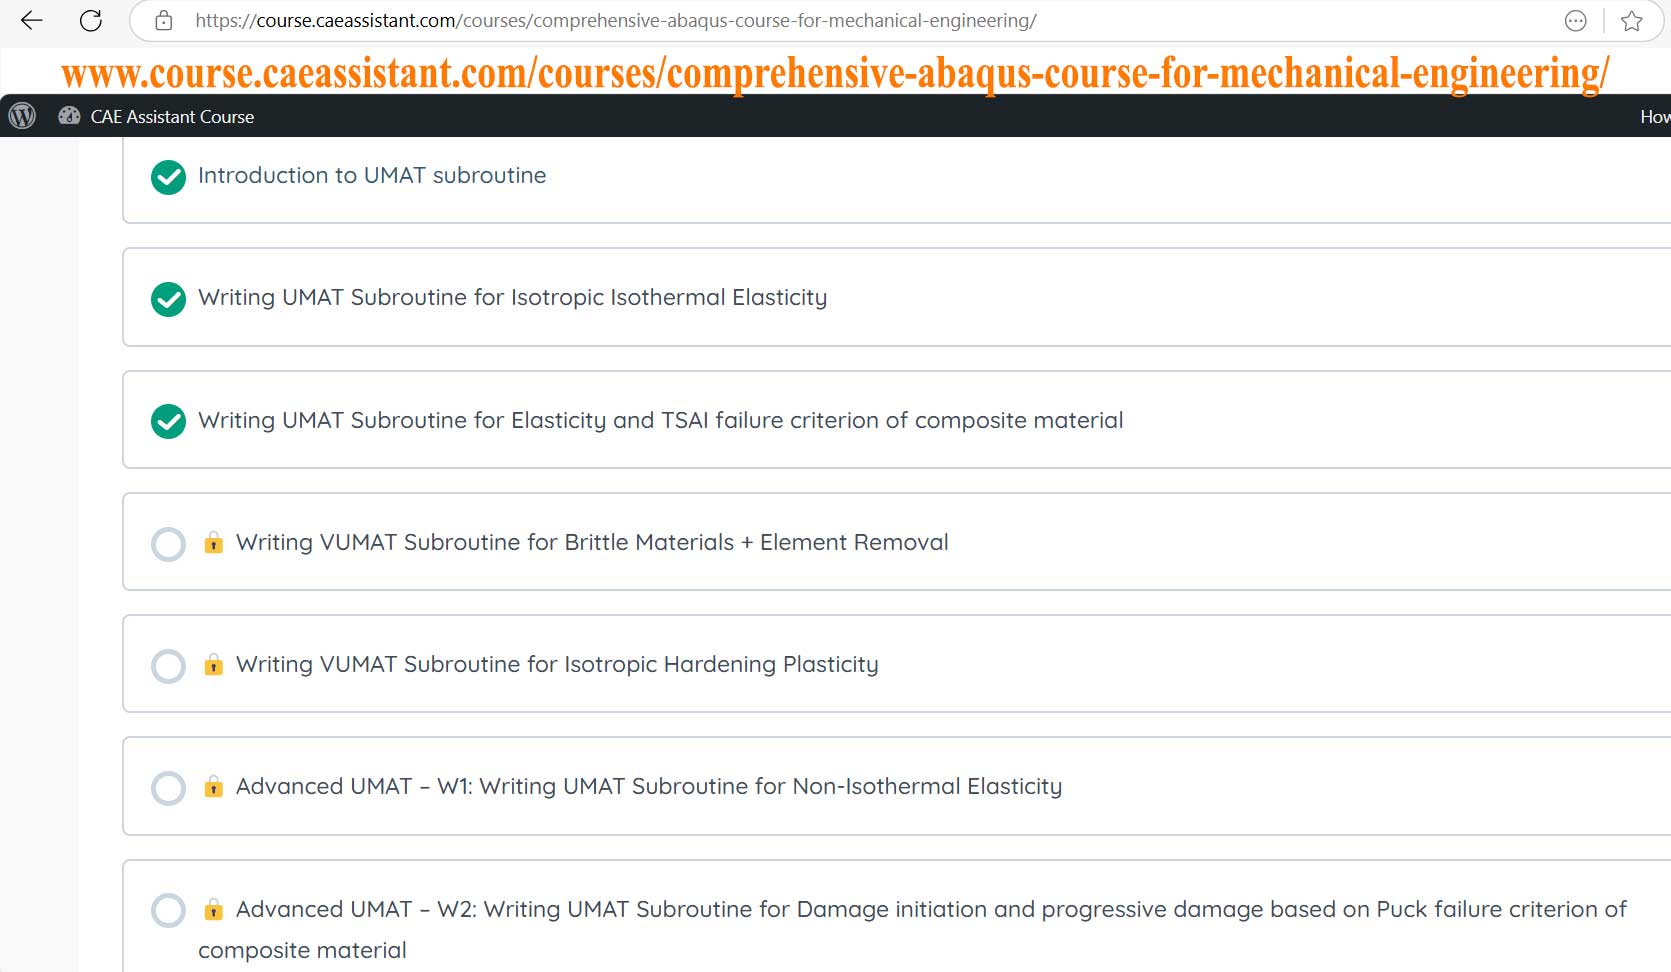 https://course.caeassistant.com/courses/comprehensive-abaqus-course-for-mechanical-engineering/
www.course.caeassistant.com/courses/comprehensive-abaqus-course-for-mechanical-engineering/
CAE Assistant Course
How
Introduction to UMAT subroutine
Writing UMAT Subroutine for Isotropic Isothermal Elasticity
Writing UMAT Subroutine for Elasticity and TSAI failure criterion of composite material
Writing VUMAT Subroutine for Brittle Materials + Element Removal
Writing VUMAT Subroutine for Isotropic Hardening Plasticity
Advanced UMAT – W1: Writing UMAT Subroutine for Non-Isothermal Elasticity
Advanced UMAT – W2: Writing UMAT Subroutine for Damage initiation and progressive damage based on Puck failure criterion of
composite material